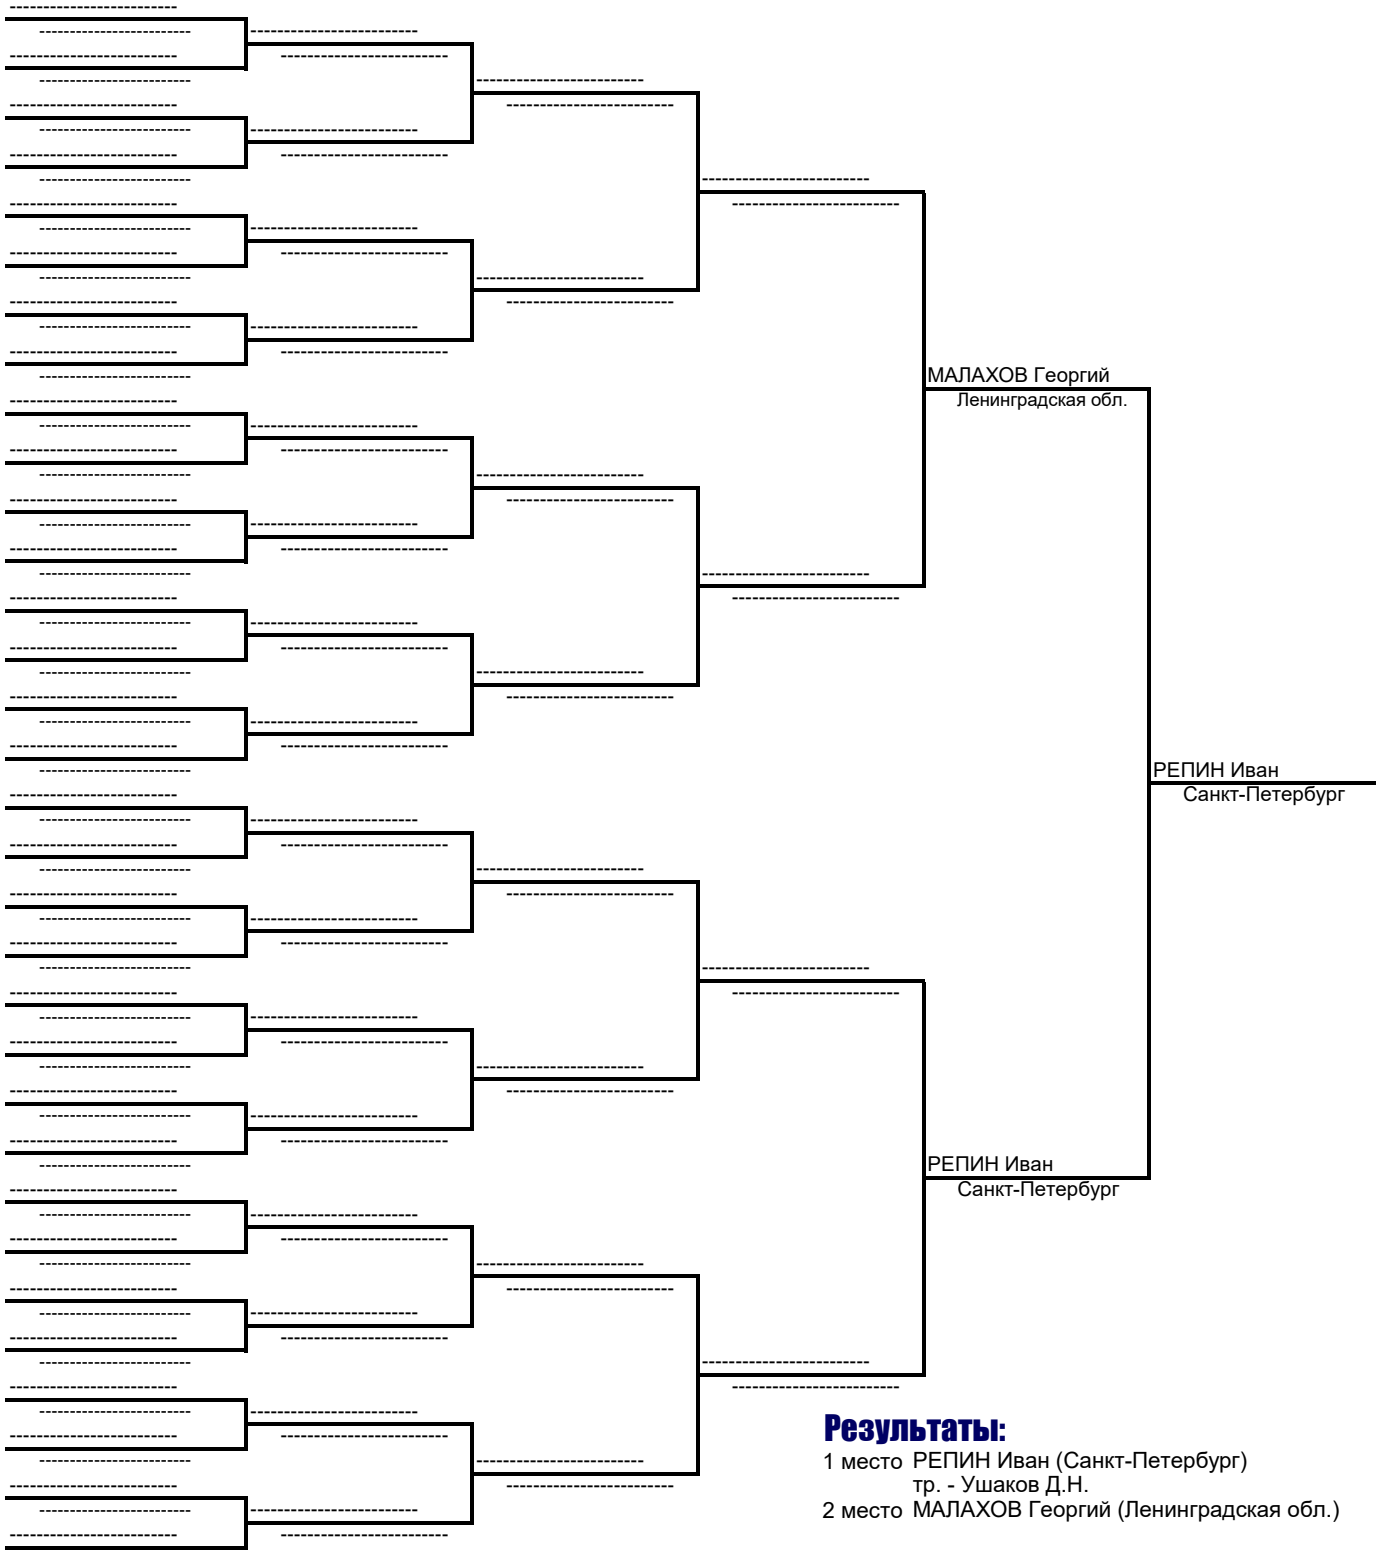 МАЛАХОВ Георгий
Ленинградская обл.
РЕПИН Иван
Санкт-Петербург
РЕПИН Иван
Санкт-Петербург
Результаты:
1 место РЕПИН Иван (Санкт-Петербург)
тр. - Ушаков Д.Н.
2 место МАЛАХОВ Георгий (Ленинградская обл.)